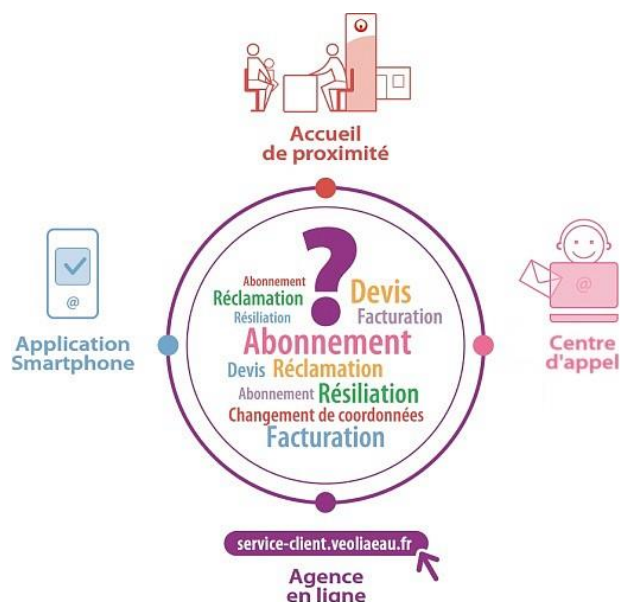 Accueil
de proximité
?
Abonnement
Réclamation
Devis
Résiliation
Facturation
Abonnement
Devis Réclamation
Abonnement Résiliation
Changement de coordonnées
Facturation
@
Application
Smartphone
@
Centre
d'appel
service-client.veoliaeau.fr
Agence
en ligne